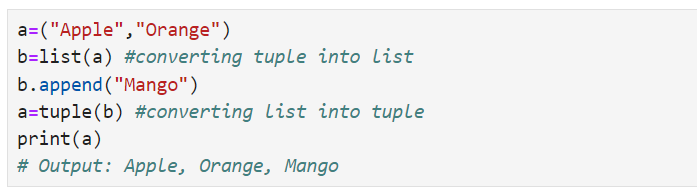 a=("Apple","Orange")
b=list(a) #converting tuple into list
b.append("Mango")
a=tuple(b) #converting list into tuple
print(a)
# Output: Apple, Orange, Mango